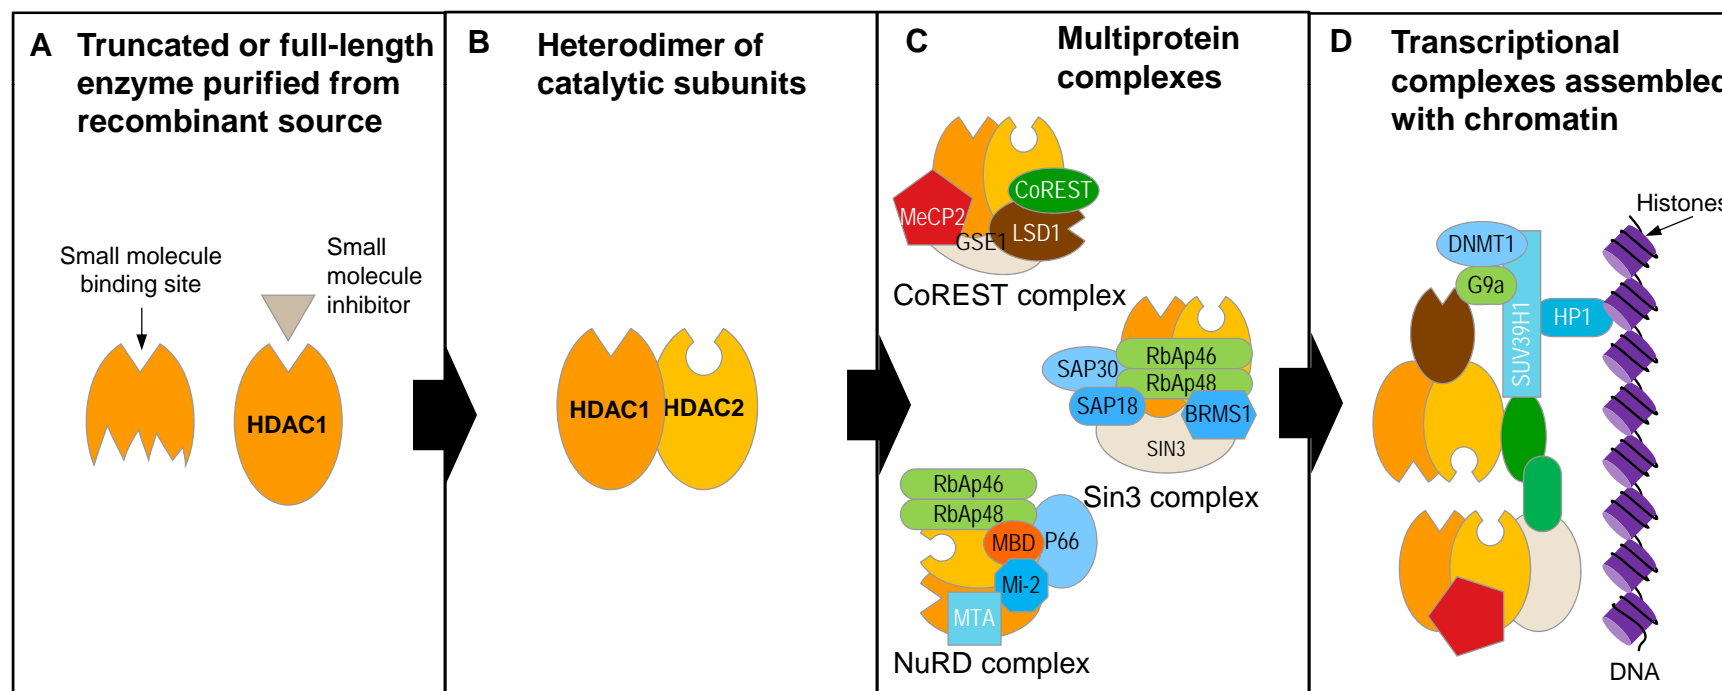 A Truncated or full-length
enzyme purified from
recombinant source
Small molecule
binding site
Small
molecule
inhibitor
HDAC1
B Heterodimer of
catalytic subunits
HDAC1
HDAC2
C Multiprotein
complexes
CoREST
MeCP2
GSE1
LSD1
CoREST complex
RbAp46
SAP30
RbAp48
SAP18
BRMS1
SIN3
Sin3 complex
RbAp46
RbAp48
MBD
P66
Mi-2
MTA
NuRD complex
D Transcriptional
complexes assembled
with chromatin
Histones
DNMT1
G9a
SUV39H1
HP1
DNA